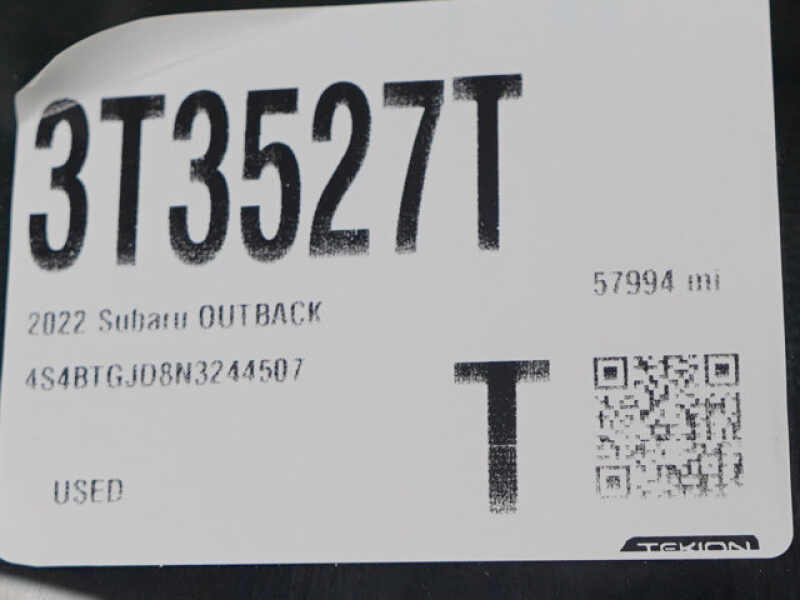 3T3527T
57994 mi
2022 Subaru OUTBACK
4S4BTGJD8N3244507
T
USED
TEKION